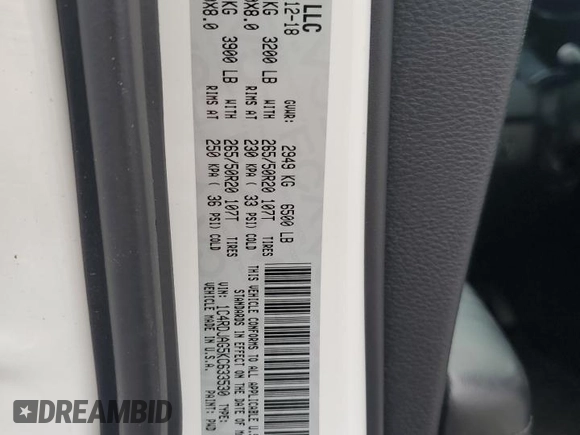 LLC
12-18 GVWR: 2949 KG 6500 LB
KG 3200 LB WITH 265/50R20 107T TIRES
0X8.0 RIMS AT 230 KPA ( 33 PSI) COLD
KG 3900 LB WITH 265/50R20 107T TIRES
0X8.0 RIMS AT 250 KPA ( 36 PSI) COLD
THIS VEHICLE CONFORMS TO ALL APPLICABLE U.S
STANDARDS IN EFFECT ON THE DATE OF
VIN: 1C4RDJAG5KC633530 TYPE:
VEHICLE MADE IN U.S.A. PAINT: PW7
DREAMBID